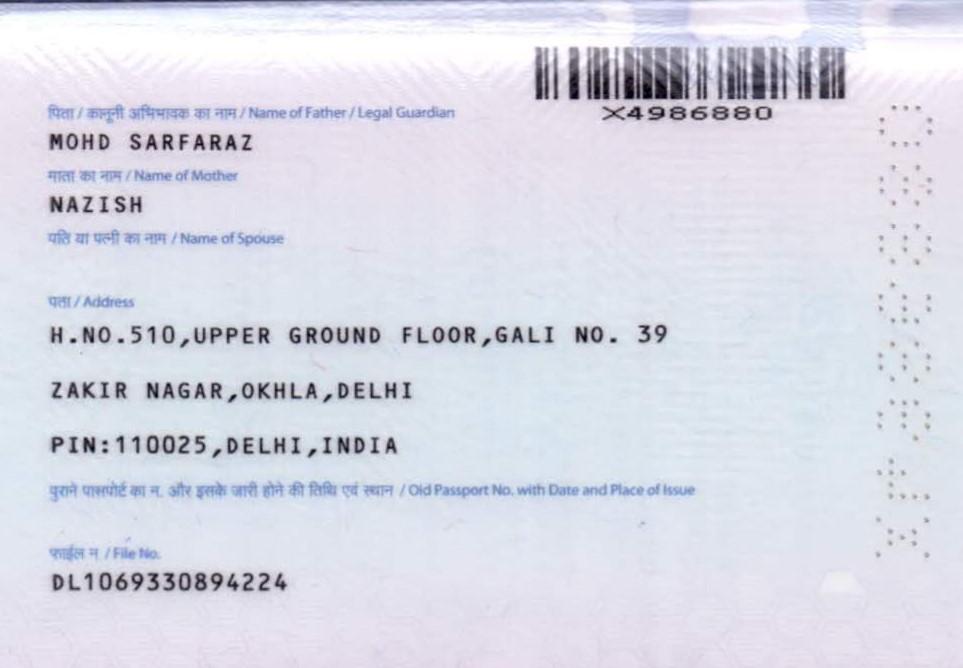 X4986880
पिता / कानूनी अभिभावक का नाम / Name of Father / Legal Guardian
MOHD SARFARAZ
माता का नाम / Name of Mother
NAZISH
पति या पत्नी का नाम / Name of Spouse
पता / Address
H.NO.510,UPPER GROUND FLOOR,GALI NO. 39
ZAKIR NAGAR,OKHLA,DELHI
PIN:110025,DELHI,INDIA
पुराने पासपोर्ट का न. और इसके जारी होने की तिथि एवं स्थान / Old Passport No. with Date and Place of Issue
फाईल न / File No.
DL1069330894224